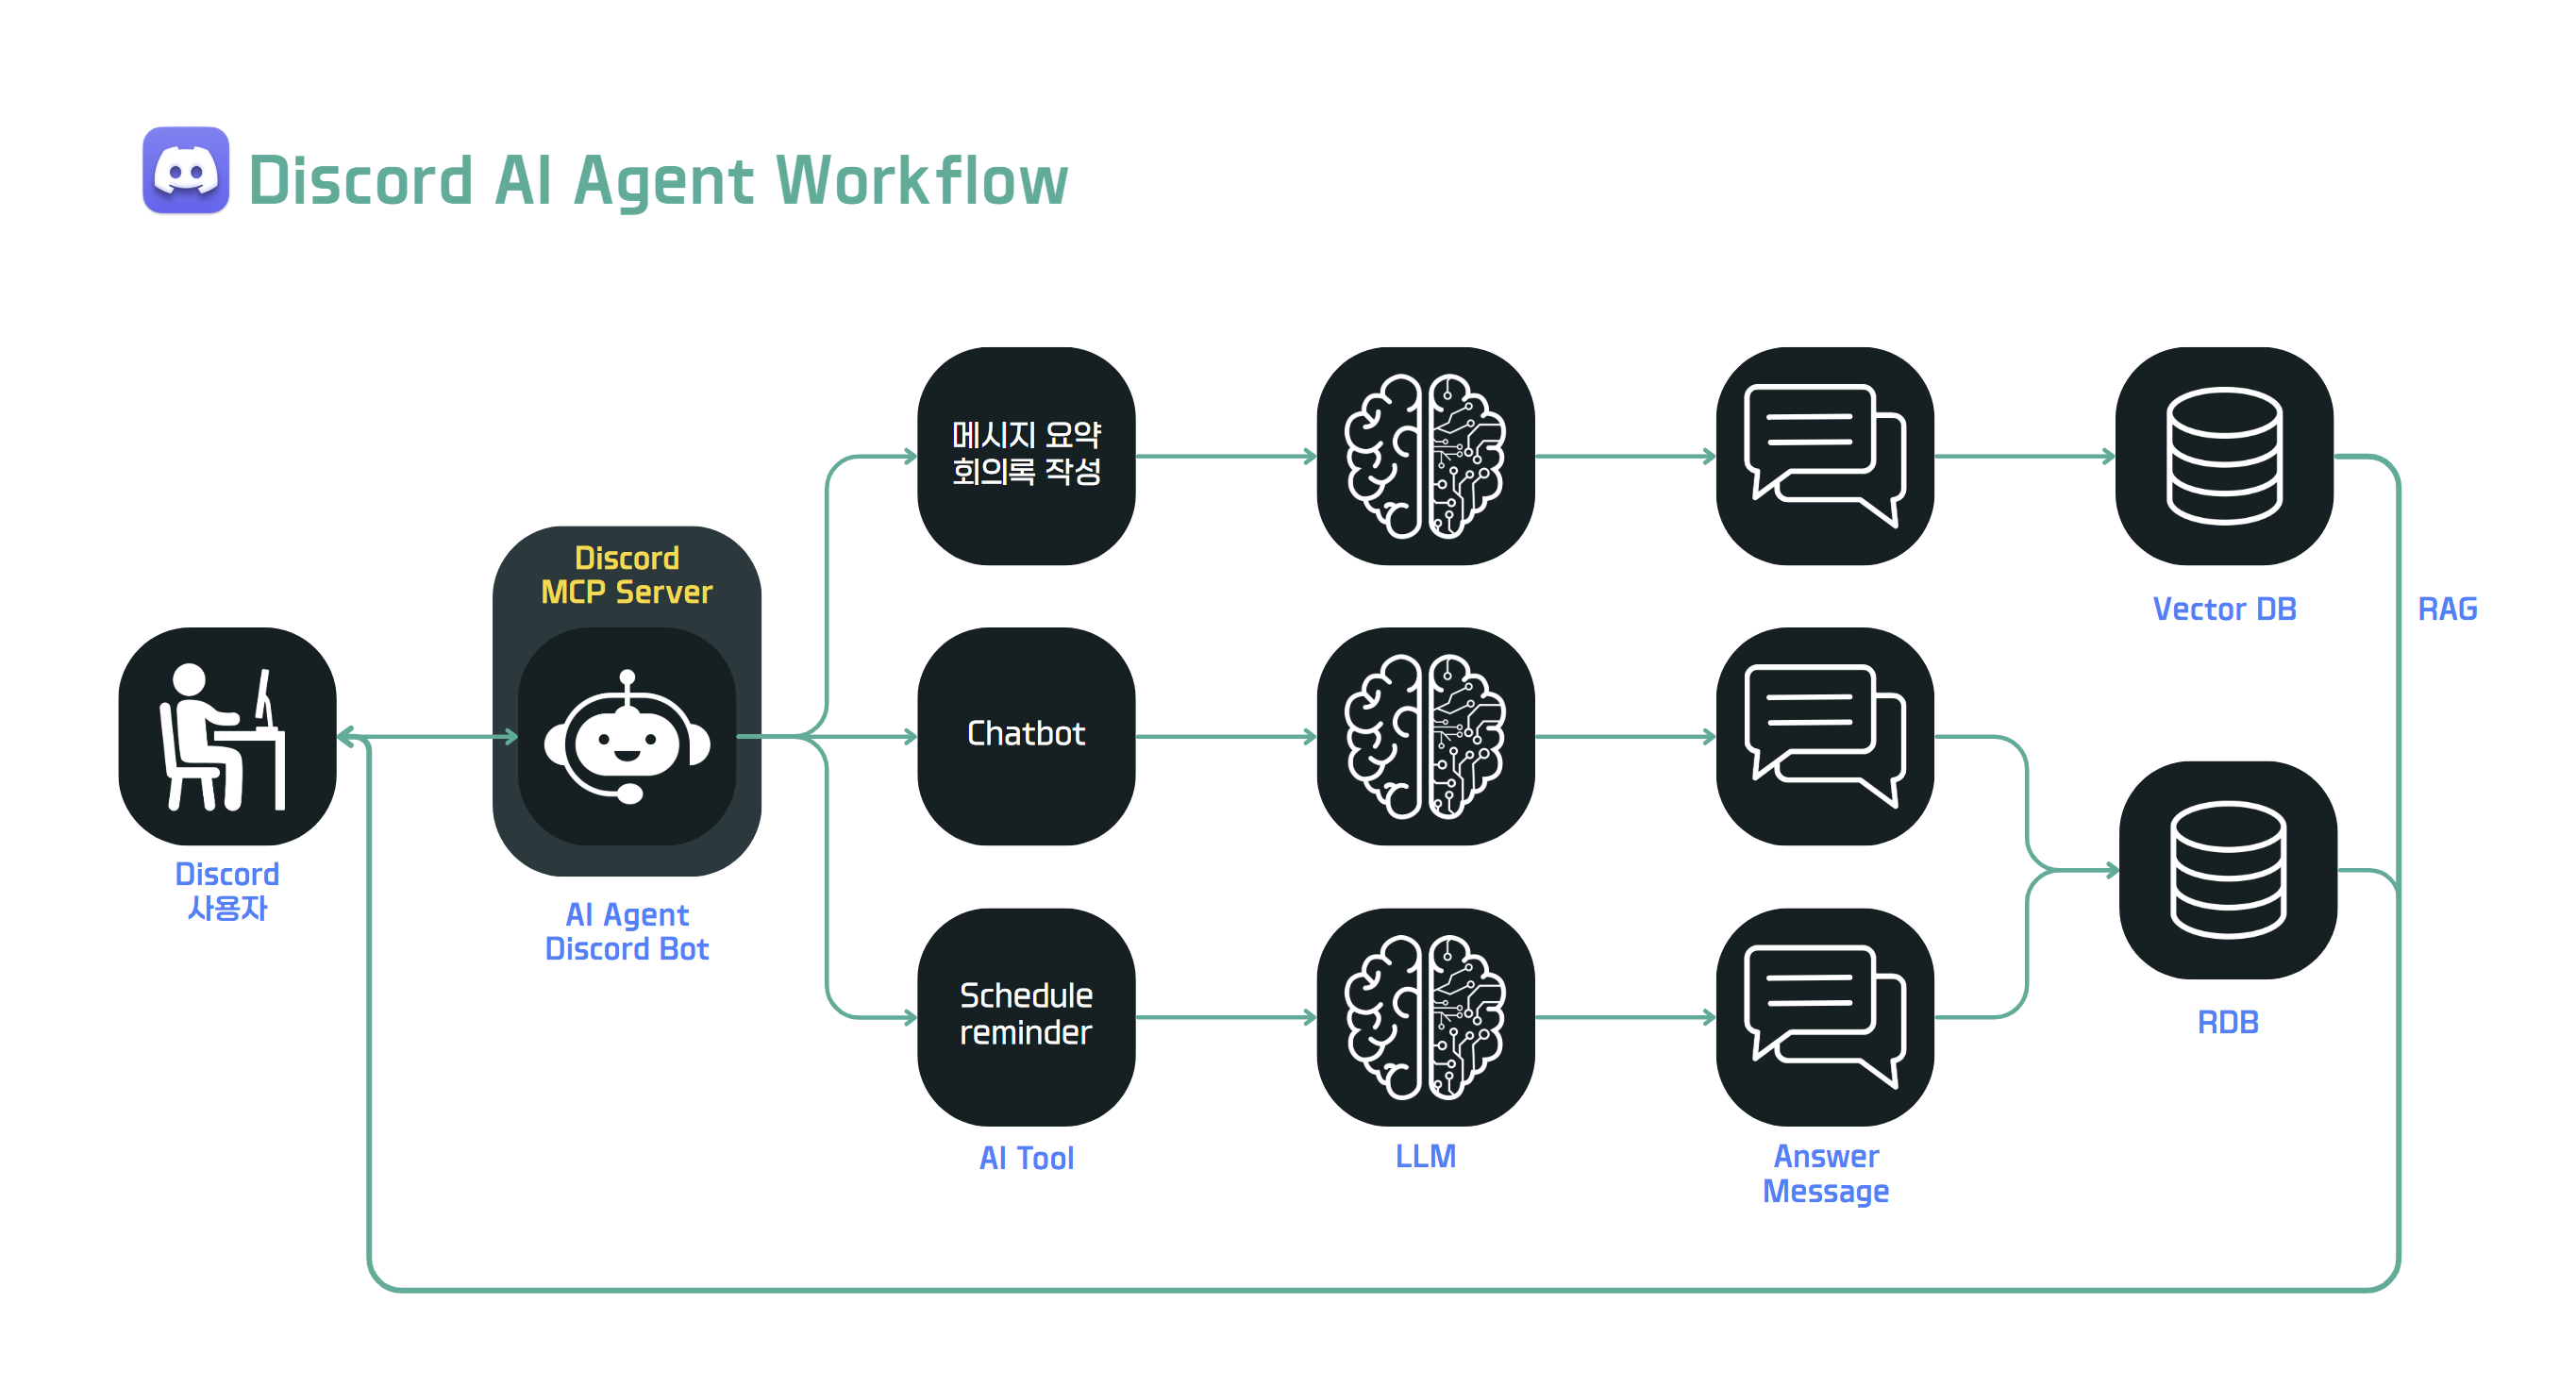 Discord AI Agent Workflow
메시지 요약
회의록 작성
Discord
MCP Server
Vector DB
RAG
Chatbot
Discord
사용자
AI Agent
Discord Bot
Schedule
reminder
RDB
AI Tool
LLM
Answer
Message